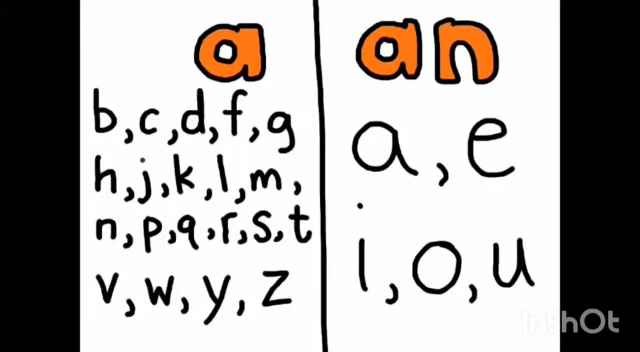 a
b,c,d,f,g
h,j,k,l,m,
n,p,q,r,s,t
v,w,y,z
an
a,e
i,o,u
InShOt